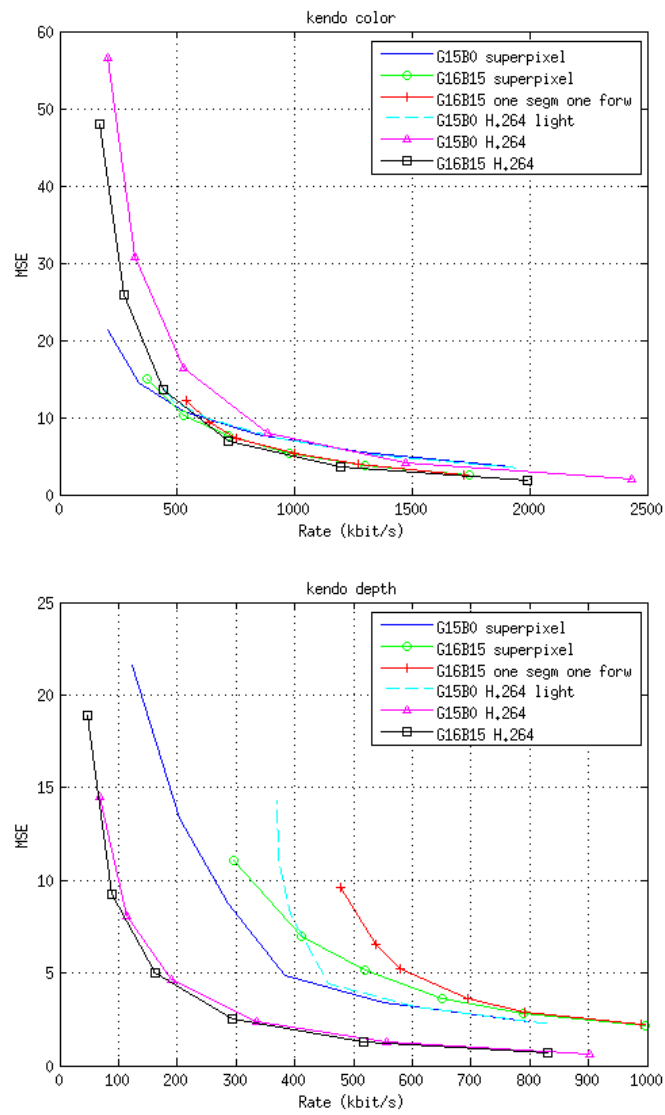 kendo color
60
50
40
30
20
10
0
MSE
G15B0 superpixel
G16B15 superpixel
G16B15 one segm one forw
G15B0 H.264 light
G15B0 H.264
G16B15 H.264
0 500 1000 1500 2000 2500
Rate (kbit/s)
kendo depth
25
20
15
10
5
0
MSE
G15B0 superpixel
G16B15 superpixel
G16B15 one segm one forw
G15B0 H.264 light
G15B0 H.264
G16B15 H.264
0 100 200 300 400 500 600 700 800 900 1000
Rate (kbit/s)